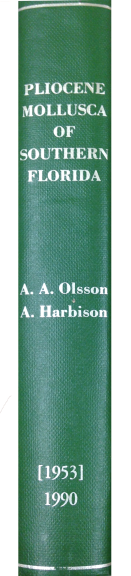 PLIOCENE
MOLLUSCA
OF
SOUTHERN
FLORIDA
A. A. Olsson
A. Harbison
[1953]
1990